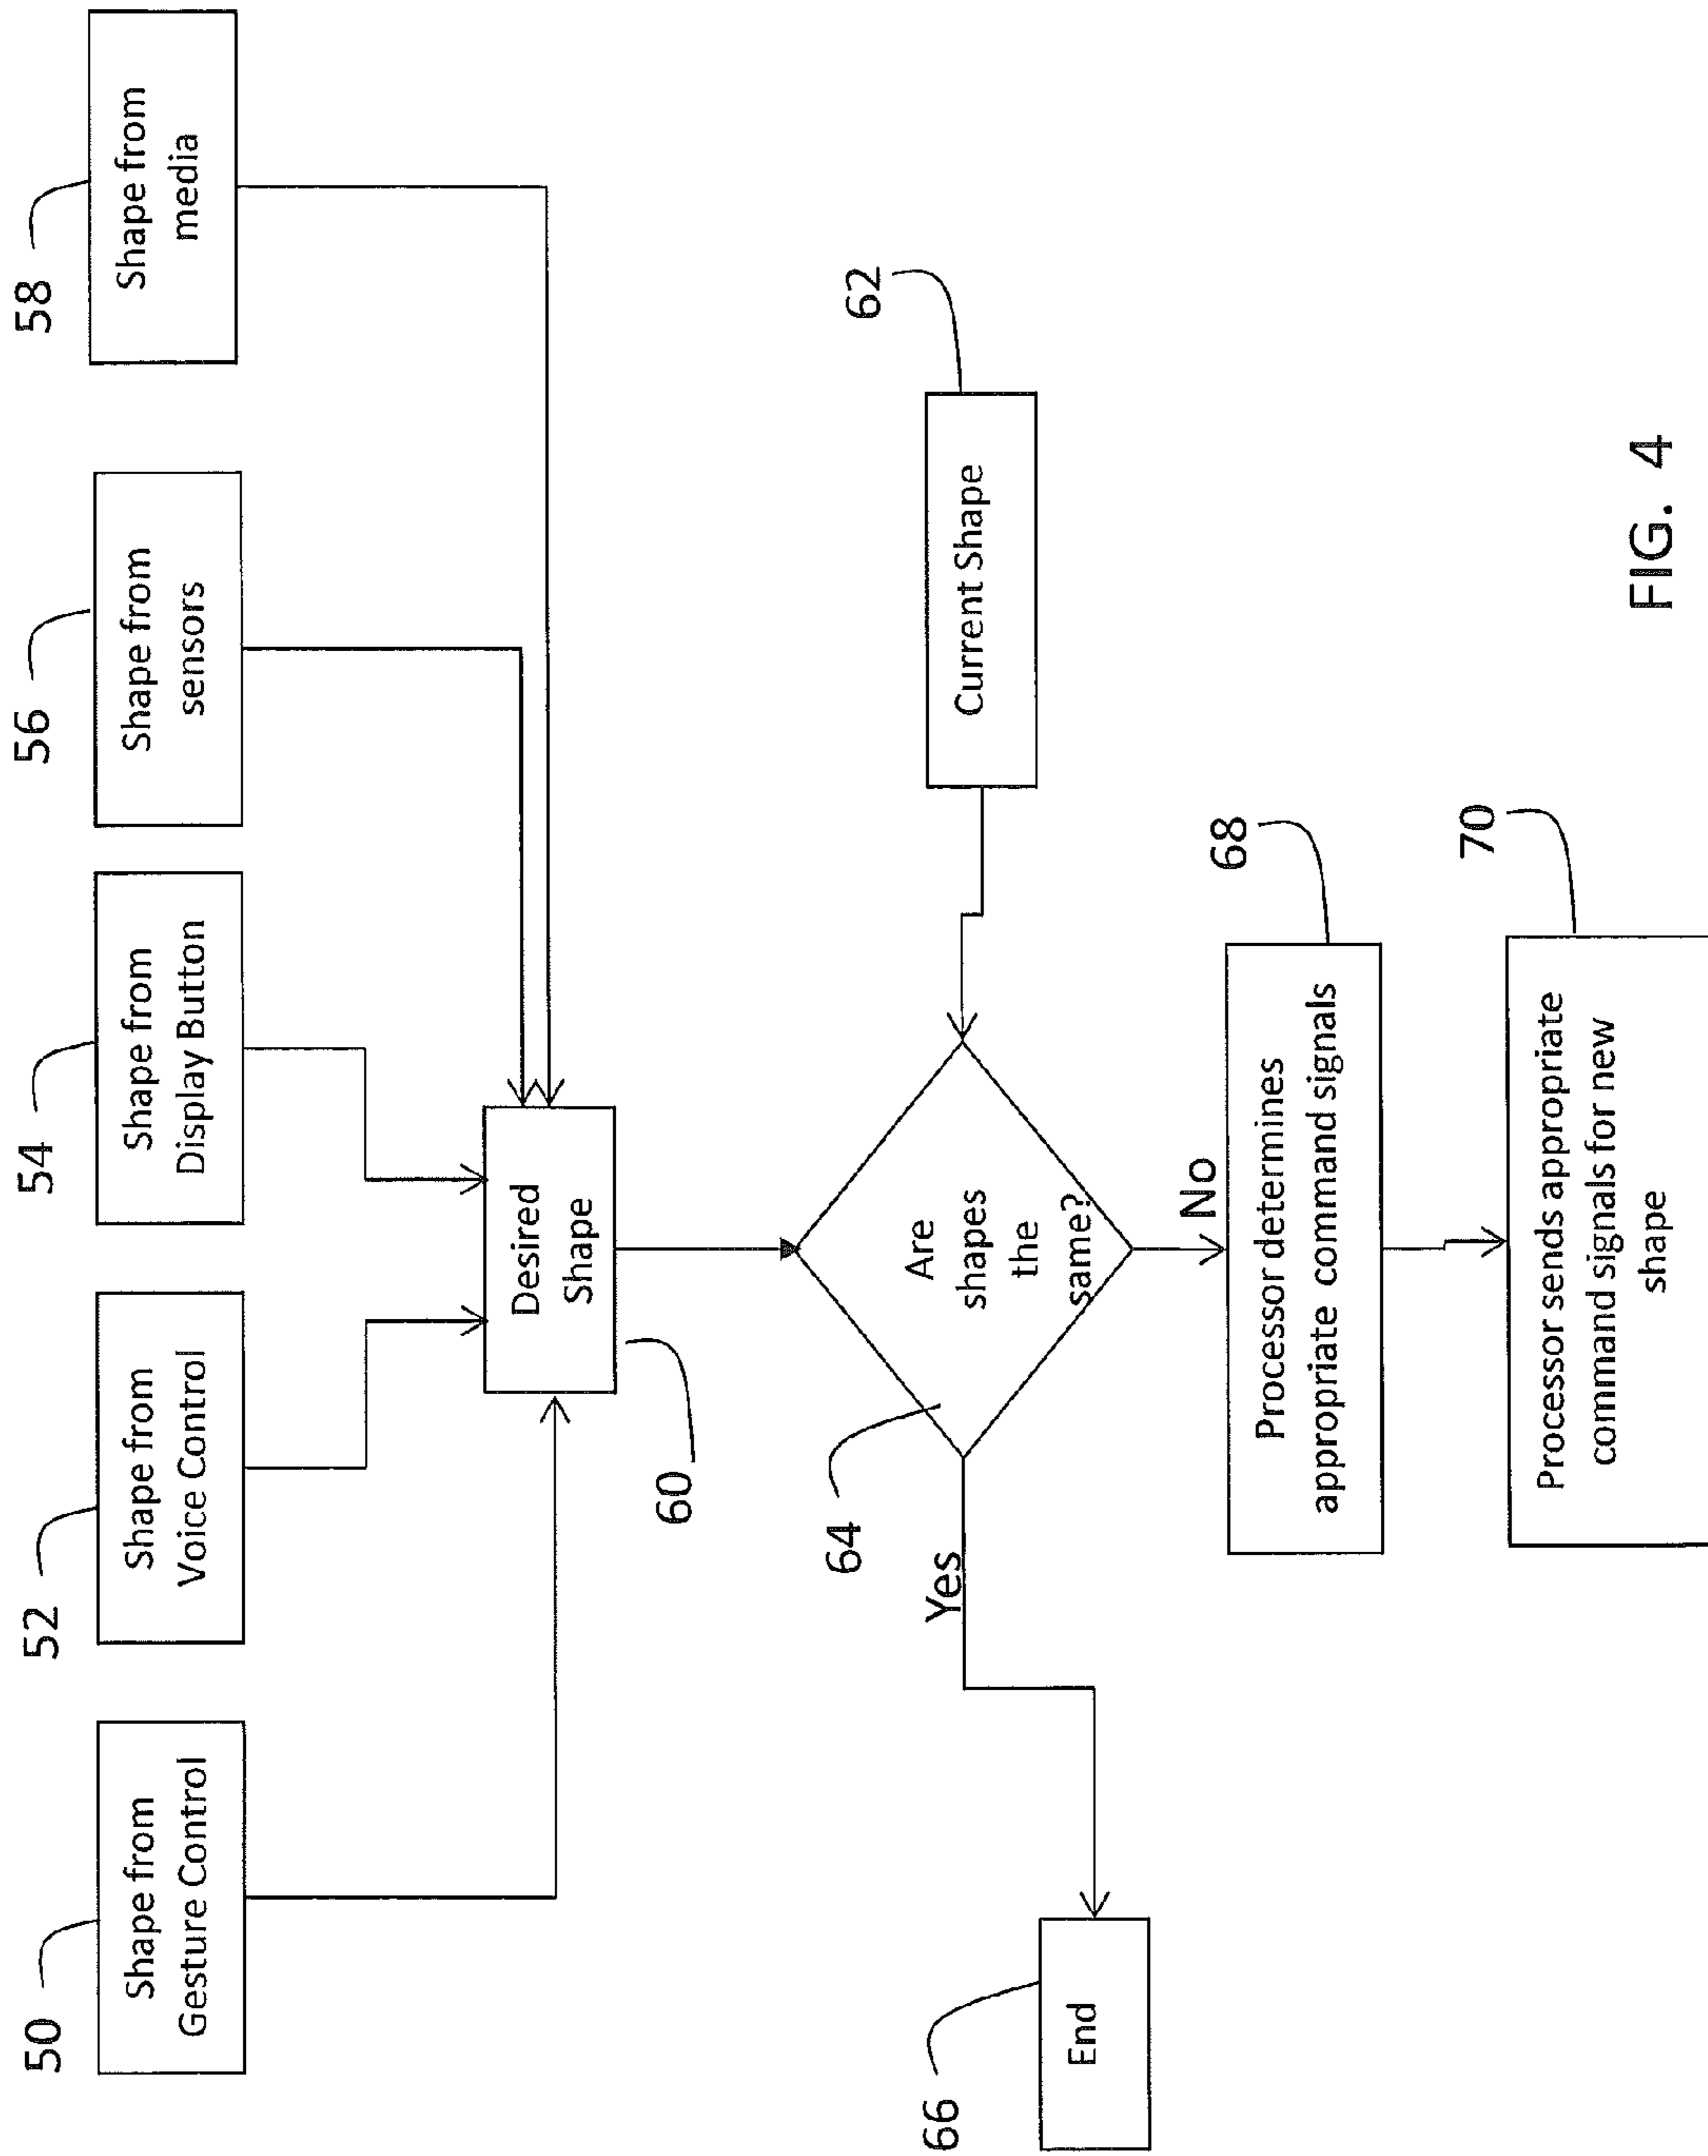 50
52
54
56
58
Shape from
Gesture Control
Shape from
Voice Control
Shape from
Display Button
Shape from
sensors
Shape from
media
Desired
Shape
60
62
Current Shape
64
Are
shapes
the
same?
Yes
66
End
No
68
Processor determines
appropriate command signals
70
Processor sends appropriate
command signals for new
shape
FIG. 4